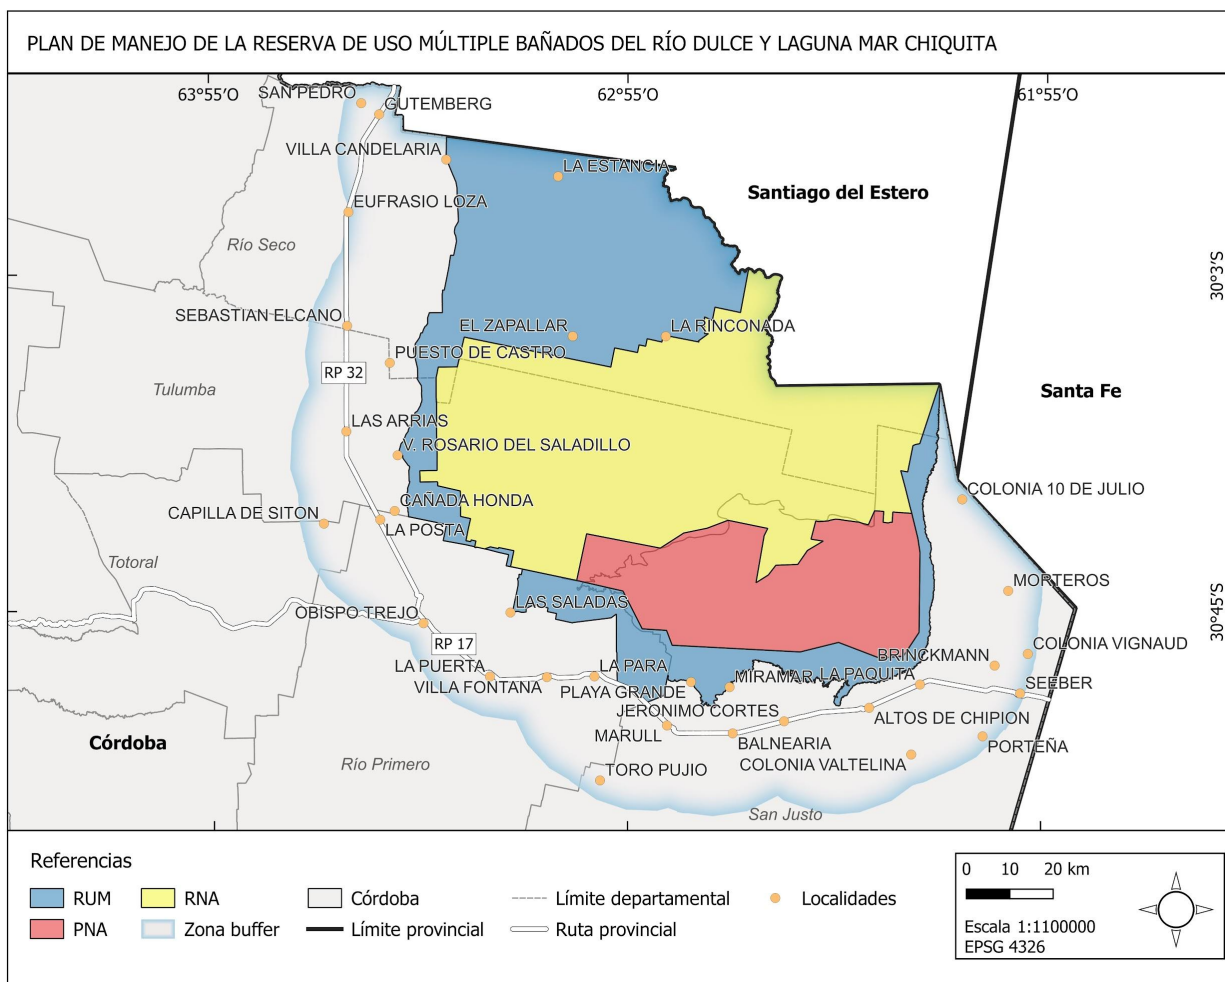 PLAN DE MANEJO DE LA RESERVA DE USO MÚLTIPLE BAÑADOS DEL RÍO DULCE Y LAGUNA MAR CHIQUITA
63°55′O
62°55′O
61°55′O
SAN PEDRO
GUTEMBERG
VILLA CANDELARIA
LA ESTANCIA
Santiago del Estero
EUFRASIO LOZA
Río Seco
30°3′S
SEBASTIAN ELCANO
EL ZAPALLAR
LA RINCONADA
PUESTO DE CASTRO
RP 32
Tulumba
Santa Fe
LAS ARRIAS
V. ROSARIO DEL SALADILLO
COLONIA 10 DE JULIO
CAÑADA HONDA
CAPILLA DE SITON
LA POSTA
Totoral
MORTEROS
LAS SALADAS
OBISPO TREJO
30°45′S
RP 17
COLONIA VIGNAUD
BRINCKMANN
LA PUERTA
LA PARA
MIRAMAR
LA PAQUITA
SEEBER
VILLA FONTANA
PLAYA GRANDE
JERONIMO CORTES
ALTOS DE CHIPION
MARULL
BALNEARIA
PORTEÑA
Córdoba
COLONIA VALTELINA
Río Primero
TORO PUJIO
San Justo
Referencias
RUM
RNA
Córdoba
Límite departamental
Localidades
PNA
Zona buffer
Límite provincial
Ruta provincial
0 10 20 km
Escala 1:1100000
EPSG 4326